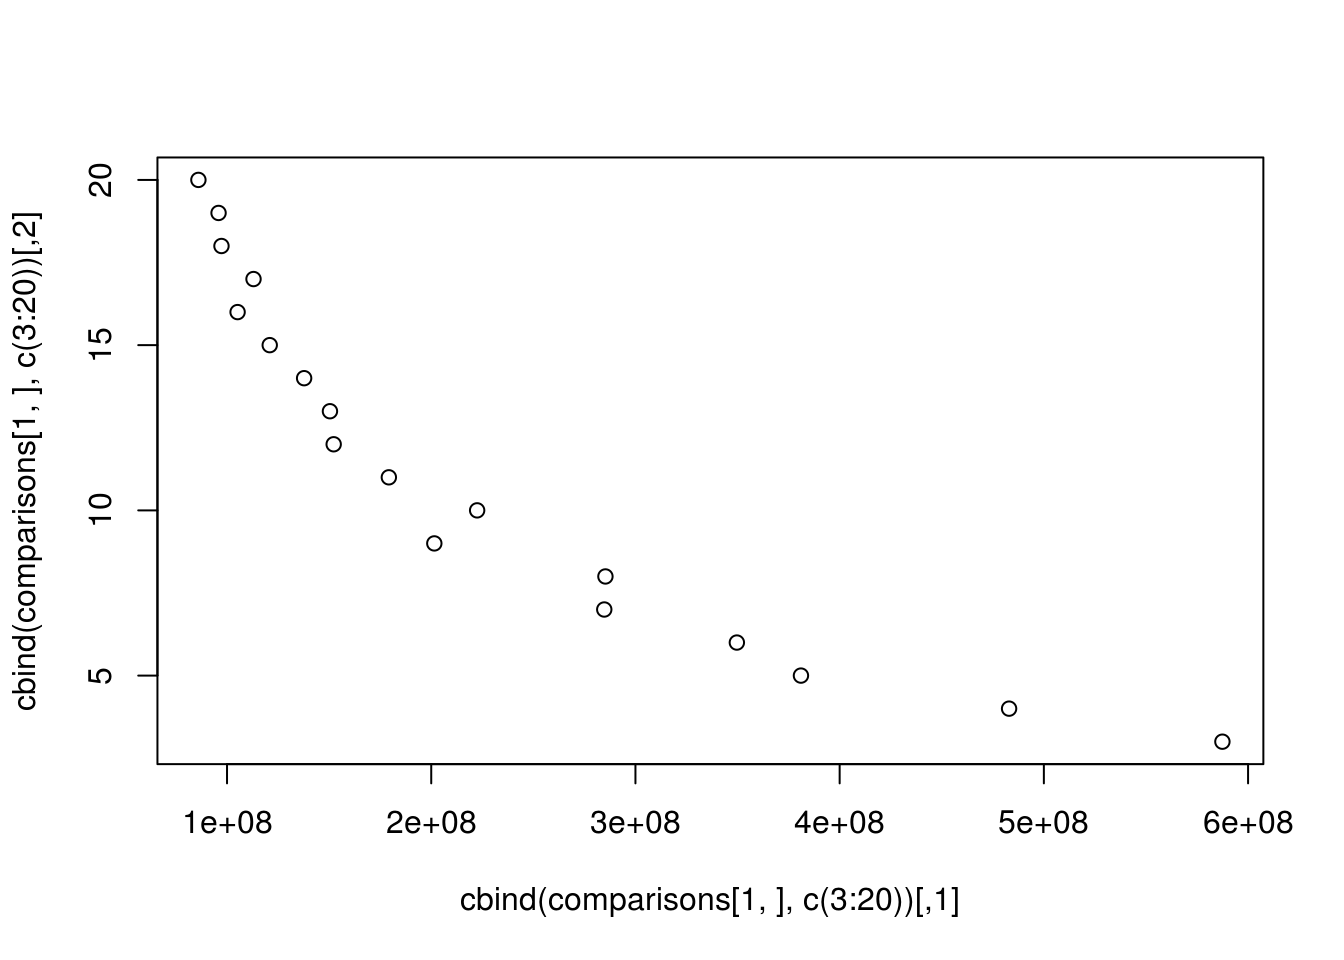 cbind(comparisons[1, ], c(3:20))[,2]
20
15
10
5
1e+08 2e+08 3e+08 4e+08 5e+08 6e+08
cbind(comparisons[1, ], c(3:20))[,1]